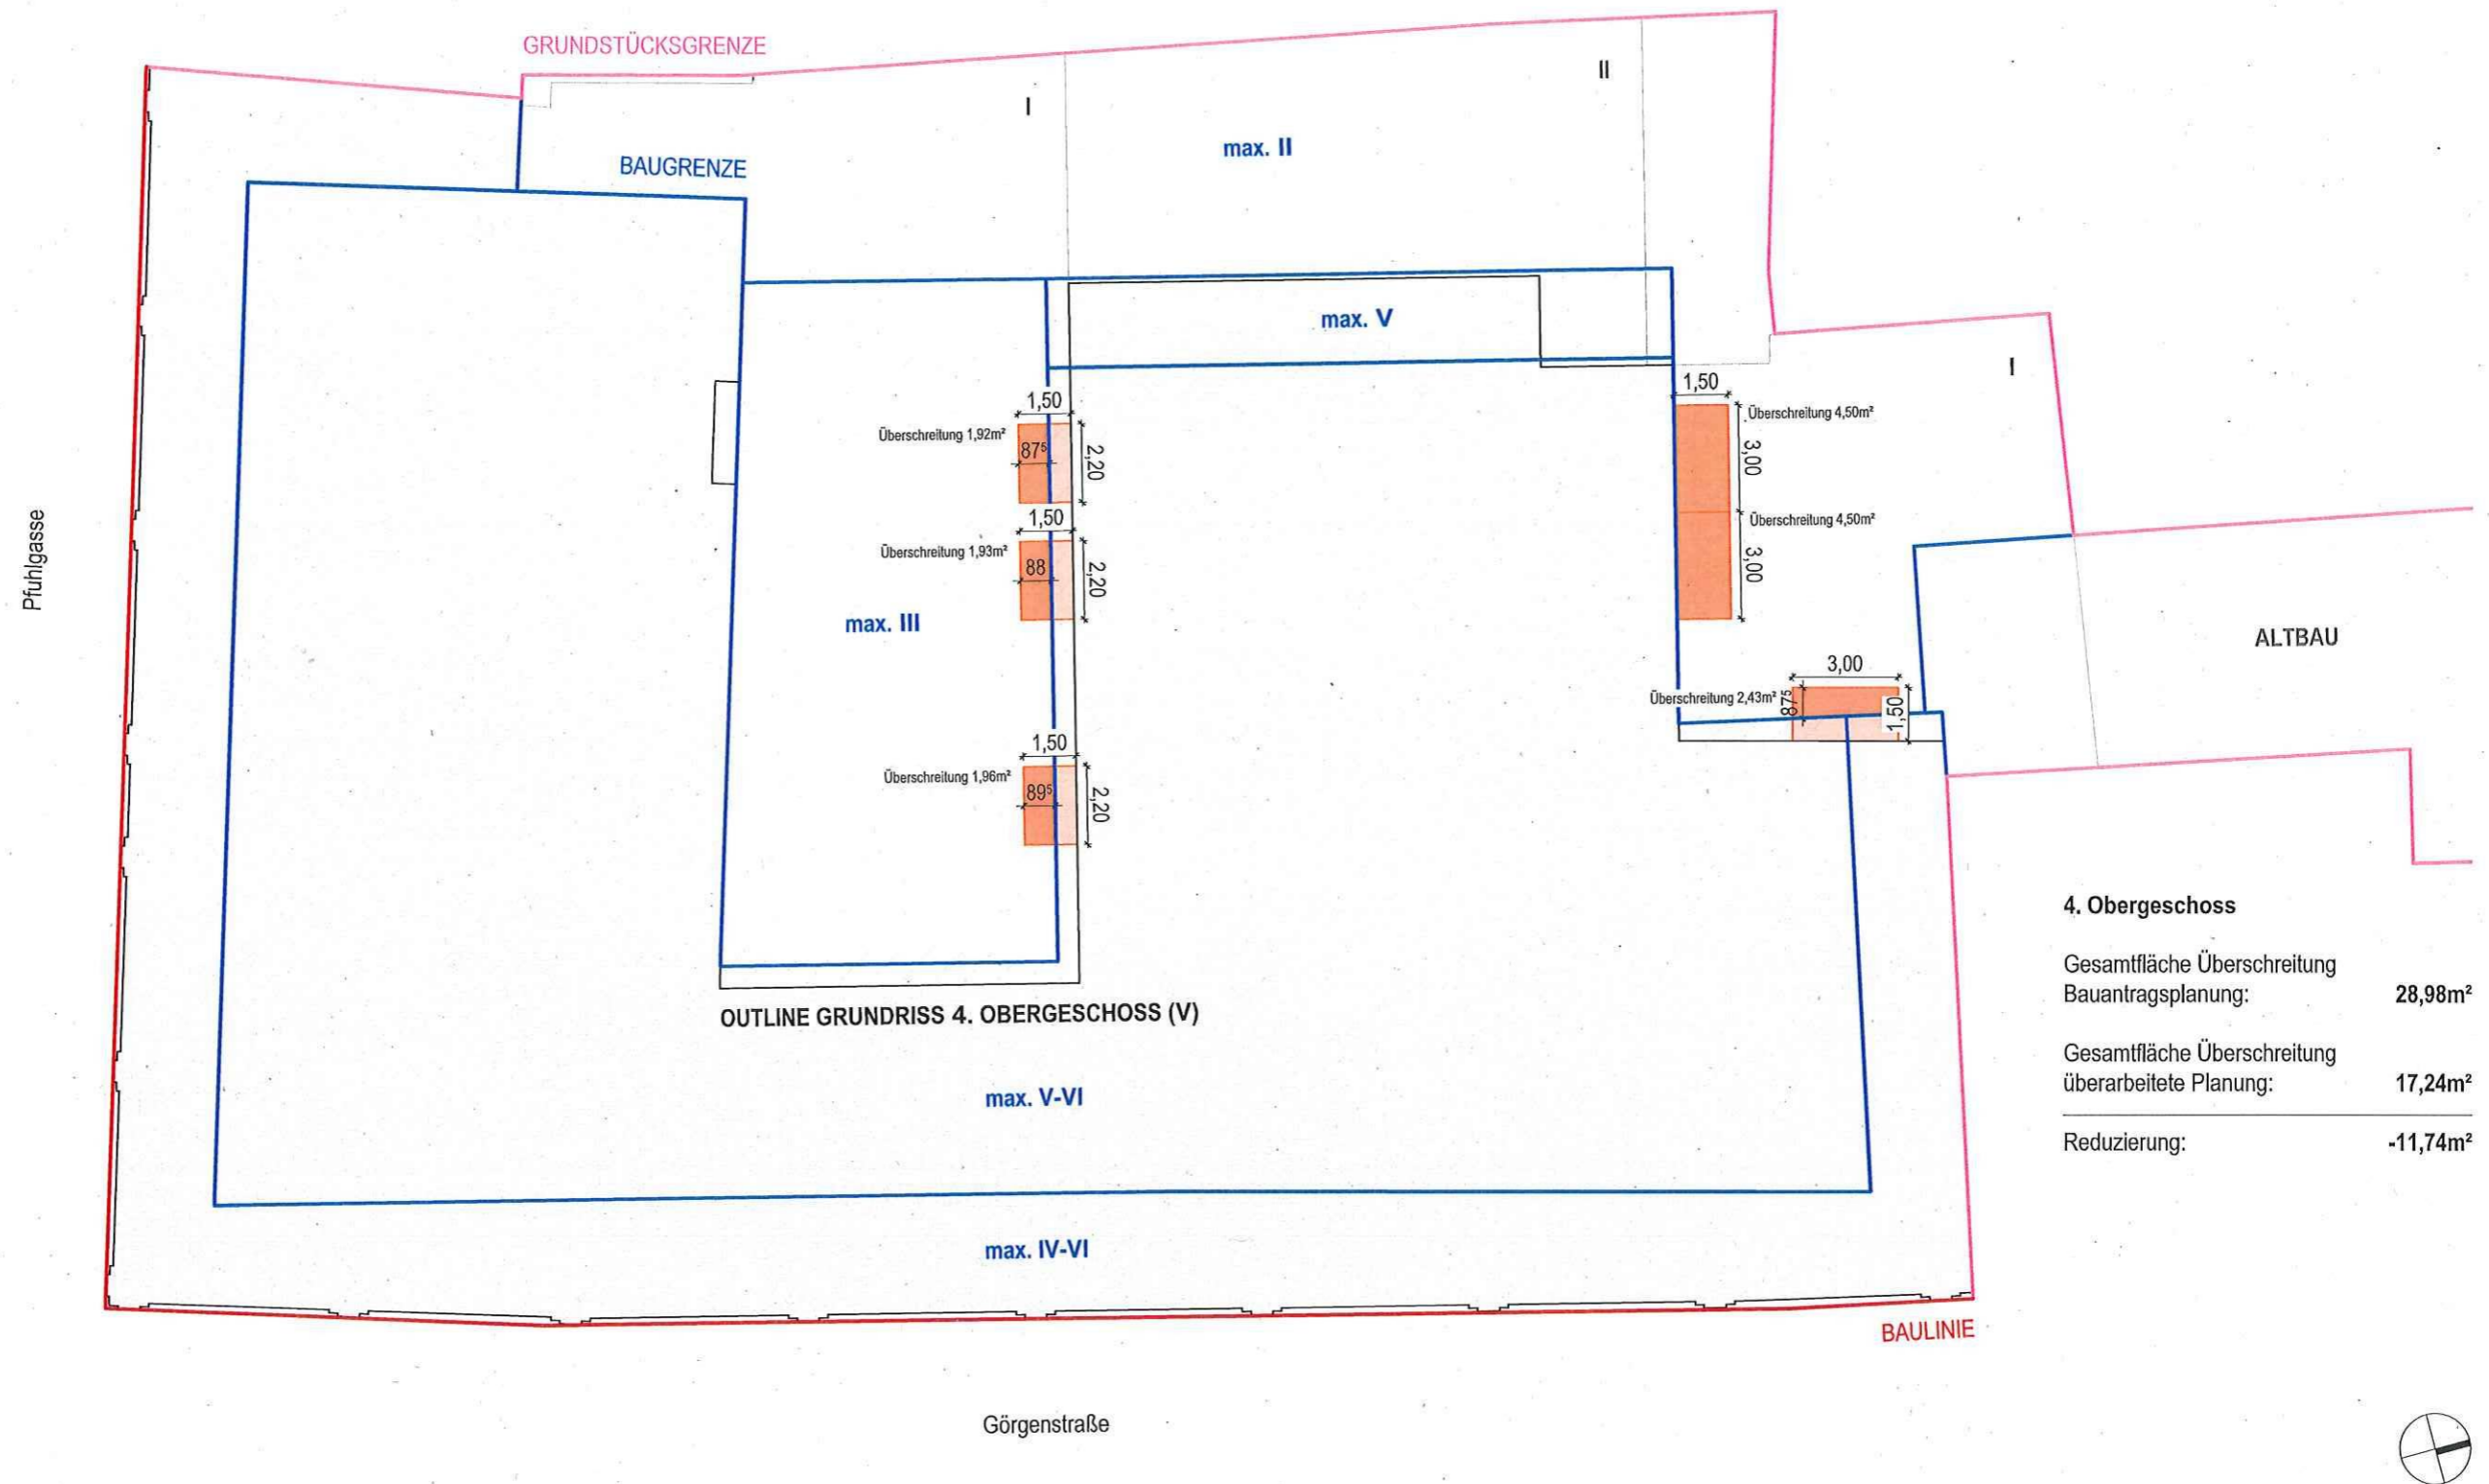 GRUNDSTÜCKSGRENZE
II
I
max. II
BAUGRENZE
max. V
I
1,50
1,50
Überschreitung 4,50m²
Überschreitung 1,92m²
87⁵
2,20
3,00
1,50
Überschreitung 4,50m²
Überschreitung 1,93m²
88
2,20
3,00
Pfuhlgasse
max. III
ALTBAU
3,00
Überschreitung 2,43m²
87⁵
1,50
1,50
Überschreitung 1,96m²
89⁵
2,20
4. Obergeschoss
Gesamtfläche Überschreitung
Bauantragsplanung: 28,98m²
OUTLINE GRUNDRISS 4. OBERGESCHOSS (V)
Gesamtfläche Überschreitung
überarbeitete Planung: 17,24m²
max. V-VI
Reduzierung: -11,74m²
max. IV-VI
BAULINIE
Görgenstraße